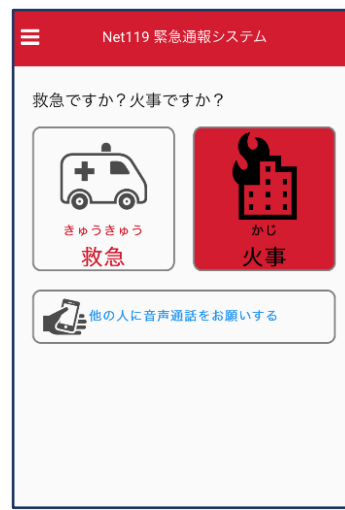 Net119 緊急通報システム
救急ですか？火事ですか？
きゅうきゅう
救急
かじ
火事
他の人に音声通話をお願いする